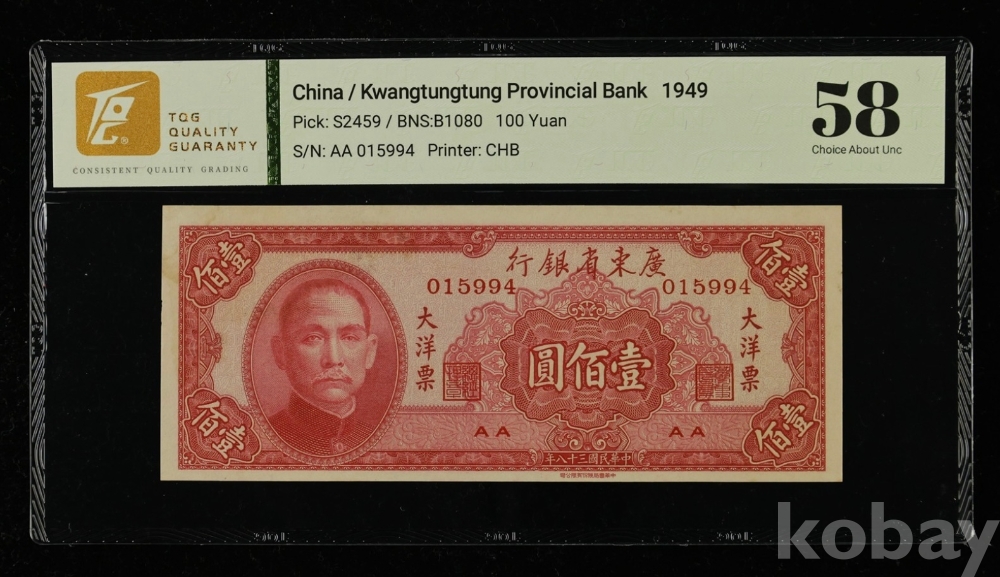 TQG
QUALITY
GUARANTY
CONSISTENT QUALITY GRADING
China / Kwangtungtung Provincial Bank 1949
Pick: S2459 / BNS:B1080 100 Yuan
S/N: AA 015994 Printer: CHB
58
Choice About Unc
壹佰
行銀省東廣
佰壹
015994
015994
大洋票
圓佰壹
大洋票
佰壹
AA
AA
壹佰
年八十三國民華中
kobay